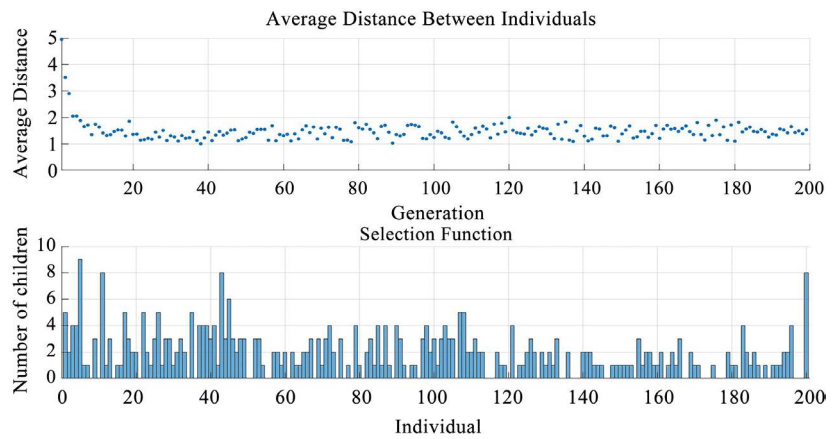 Average Distance Between Individuals
Average Distance
5
4
3
2
1
0
20 40 60 80 100 120 140 160 180 200
Generation
Selection Function
Number of children
10
8
6
4
2
0
0 20 40 60 80 100 120 140 160 180 200
Individual